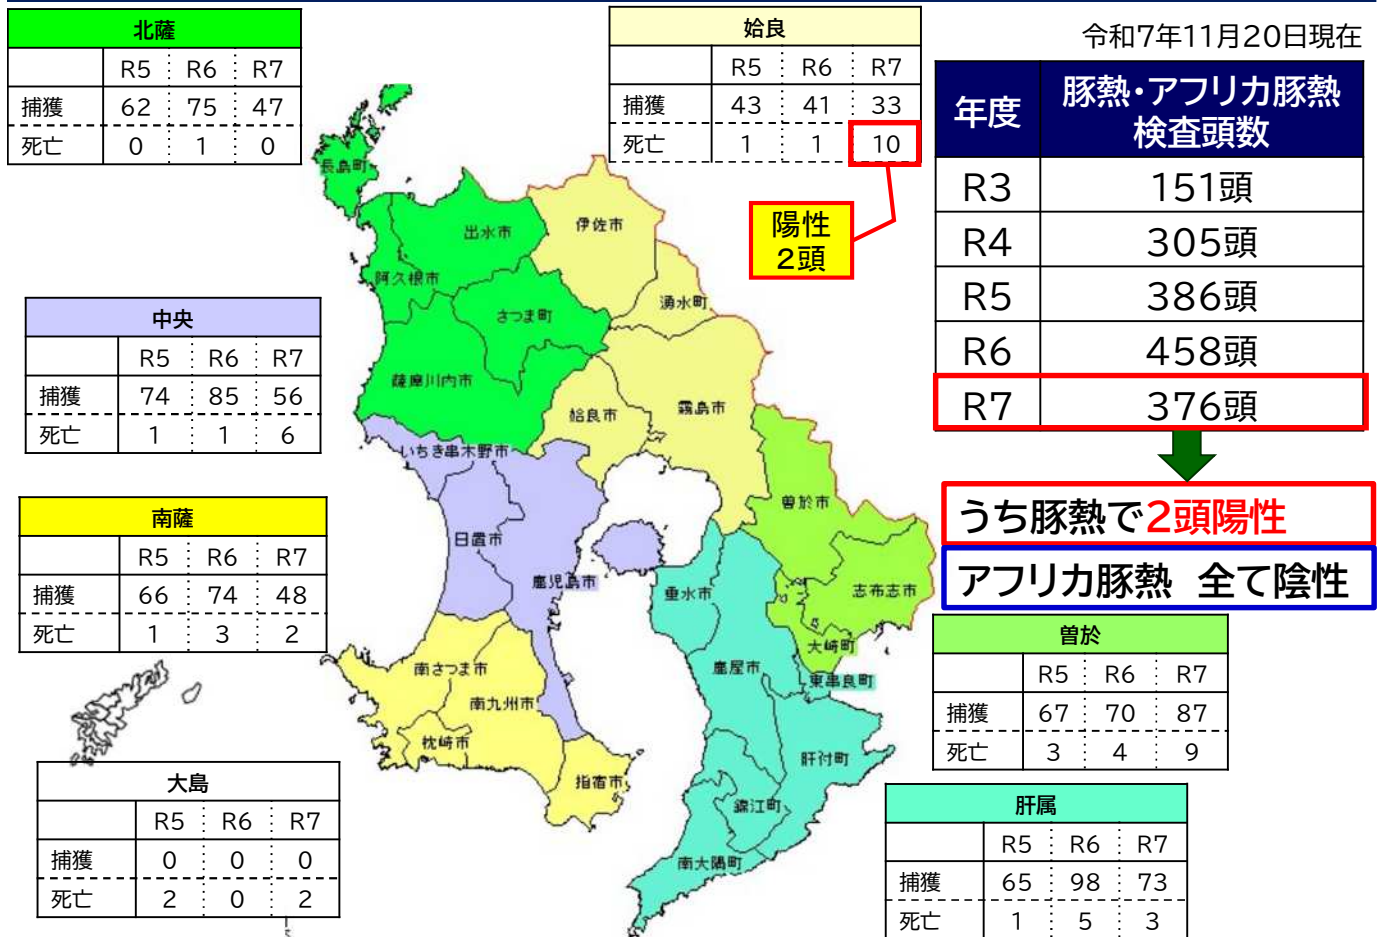 北薩
R5 R6 R7
捕獲 62 75 47
死亡 0 1 0
姶良
R5 R6 R7
捕獲 43 41 33
死亡 1 1 10
陽性
2頭
令和7年11月20日現在
年度 豚熱・アフリカ豚熱
検査頭数
R3 151頭
R4 305頭
R5 386頭
R6 458頭
R7 376頭
うち豚熱で2頭陽性
アフリカ豚熱 全て陰性
中央
R5 R6 R7
捕獲 74 85 56
死亡 1 1 6
南薩
R5 R6 R7
捕獲 66 74 48
死亡 1 3 2
大島
R5 R6 R7
捕獲 0 0 0
死亡 2 0 2
曽於
R5 R6 R7
捕獲 67 70 87
死亡 3 4 9
肝属
R5 R6 R7
捕獲 65 98 73
死亡 1 5 3
長島町
出水市
伊佐市
阿久根市
湧水町
さつま町
薩摩川内市
姶良市
霧島市
いちき串木野市
曽於市
日置市
鹿児島市
垂水市
志布志市
大崎町
南さつま市
鹿屋市
東串良町
南九州市
枕崎市
肝付町
指宿市
錦江町
南大隅町